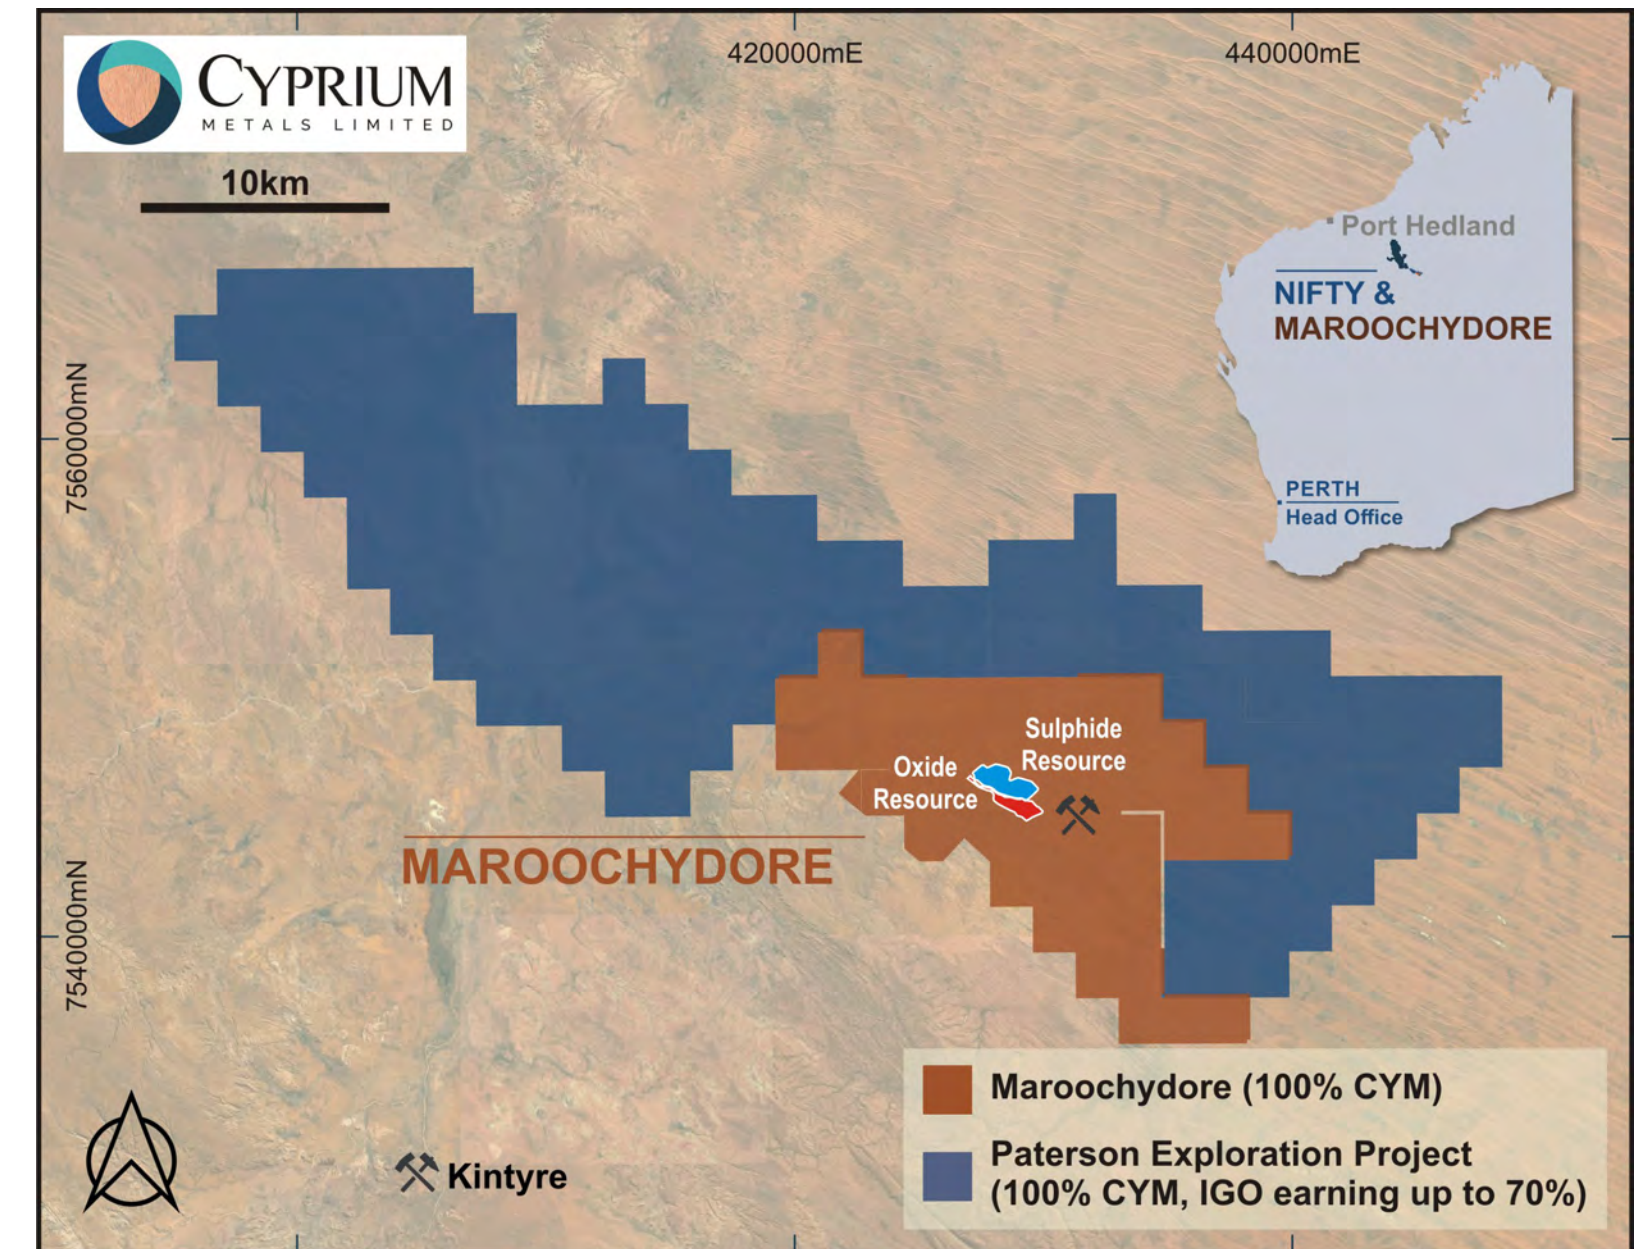 CYPRIUM
METALS LIMITED
10km
420000mE
440000mE
7560000mN
7540000mN
Port Hedland
NIFTY &
MAROOCHYDORE
PERTH
Head Office
Sulphide
Resource
Oxide
Resource
MAROOCHYDORE
Kintyre
Maroochydore (100% CYM)
Paterson Exploration Project
(100% CYM, IGO earning up to 70%)